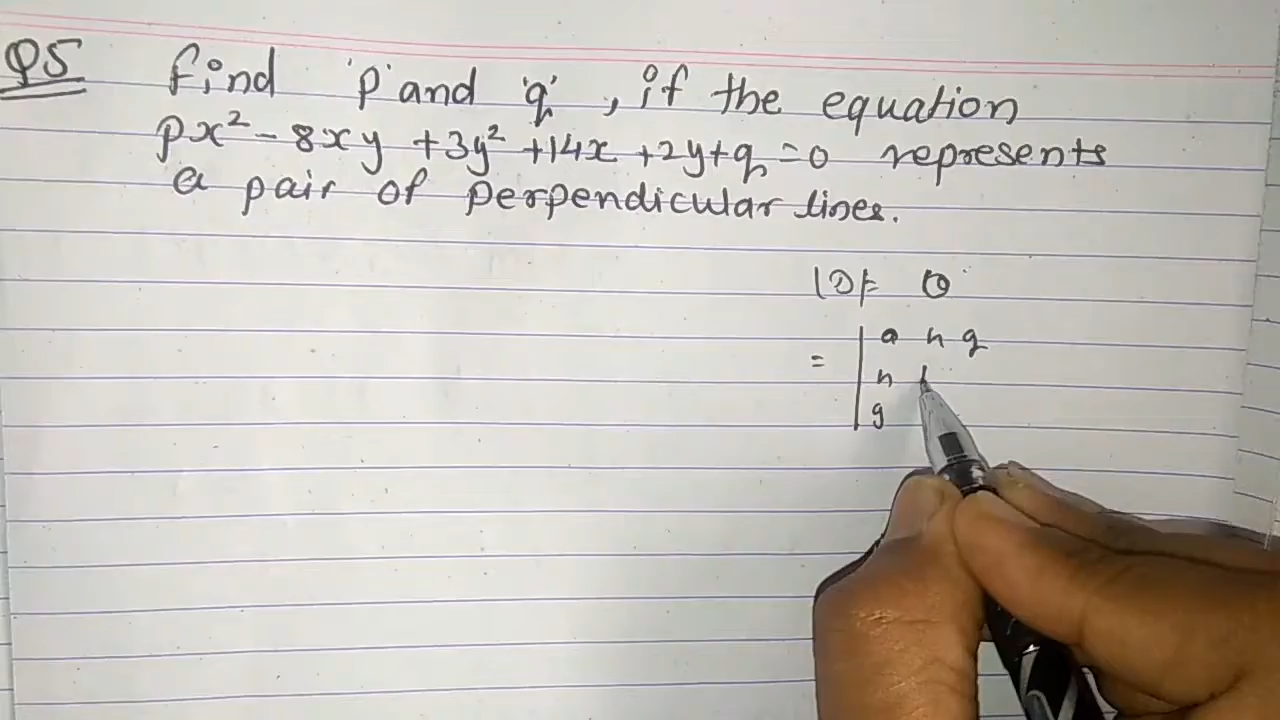 Q5 Find 'p' and 'q', if the equation
px² - 8xy + 3y² + 14x + 2y + q = 0 represents
a pair of perpendicular lines.
|D| = 0
= | a h g
h
g